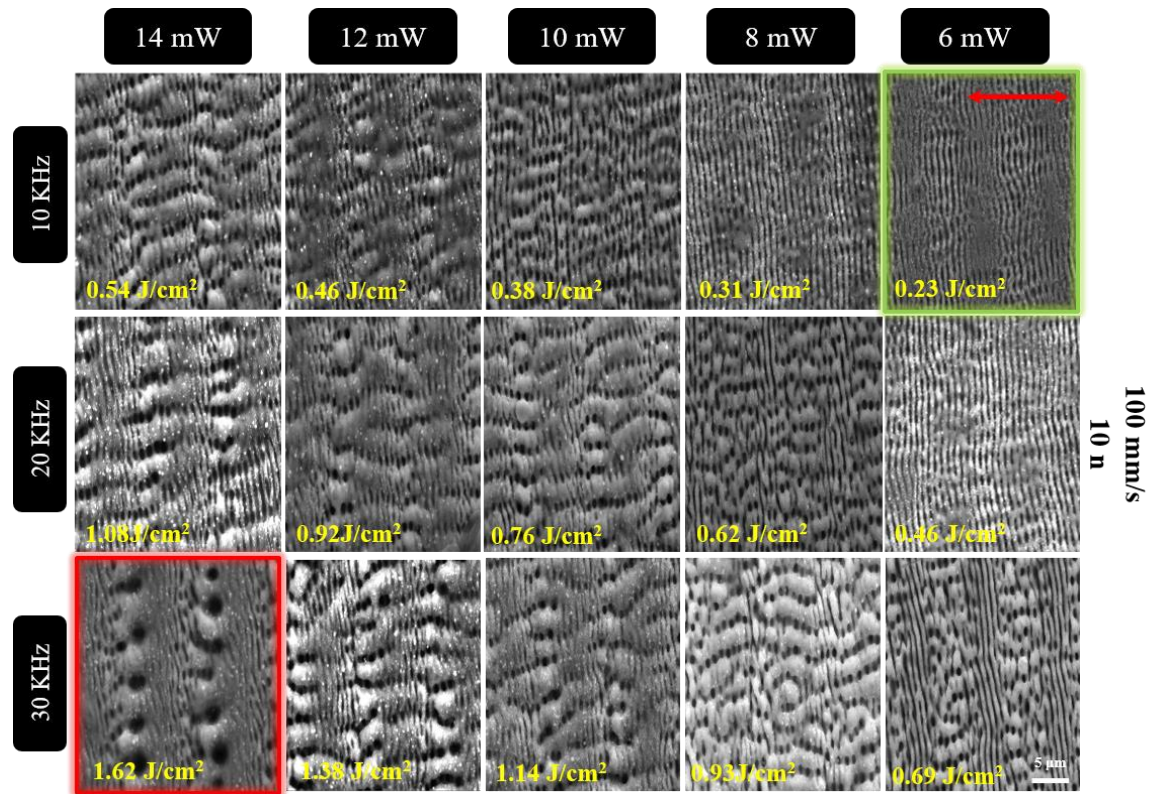 14 mW
12 mW
10 mW
8 mW
6 mW
10 KHz
0.54 J/cm²
0.46 J/cm²
0.38 J/cm²
0.31 J/cm²
0.23 J/cm²
20 KHz
1.08J/cm²
0.92J/cm²
0.76 J/cm²
0.62 J/cm²
0.46 J/cm²
100 mm/s
10 n
30 KHz
1.62 J/cm²
1.38 J/cm²
1.14 J/cm²
0.93J/cm²
0.69 J/cm²
5 µm